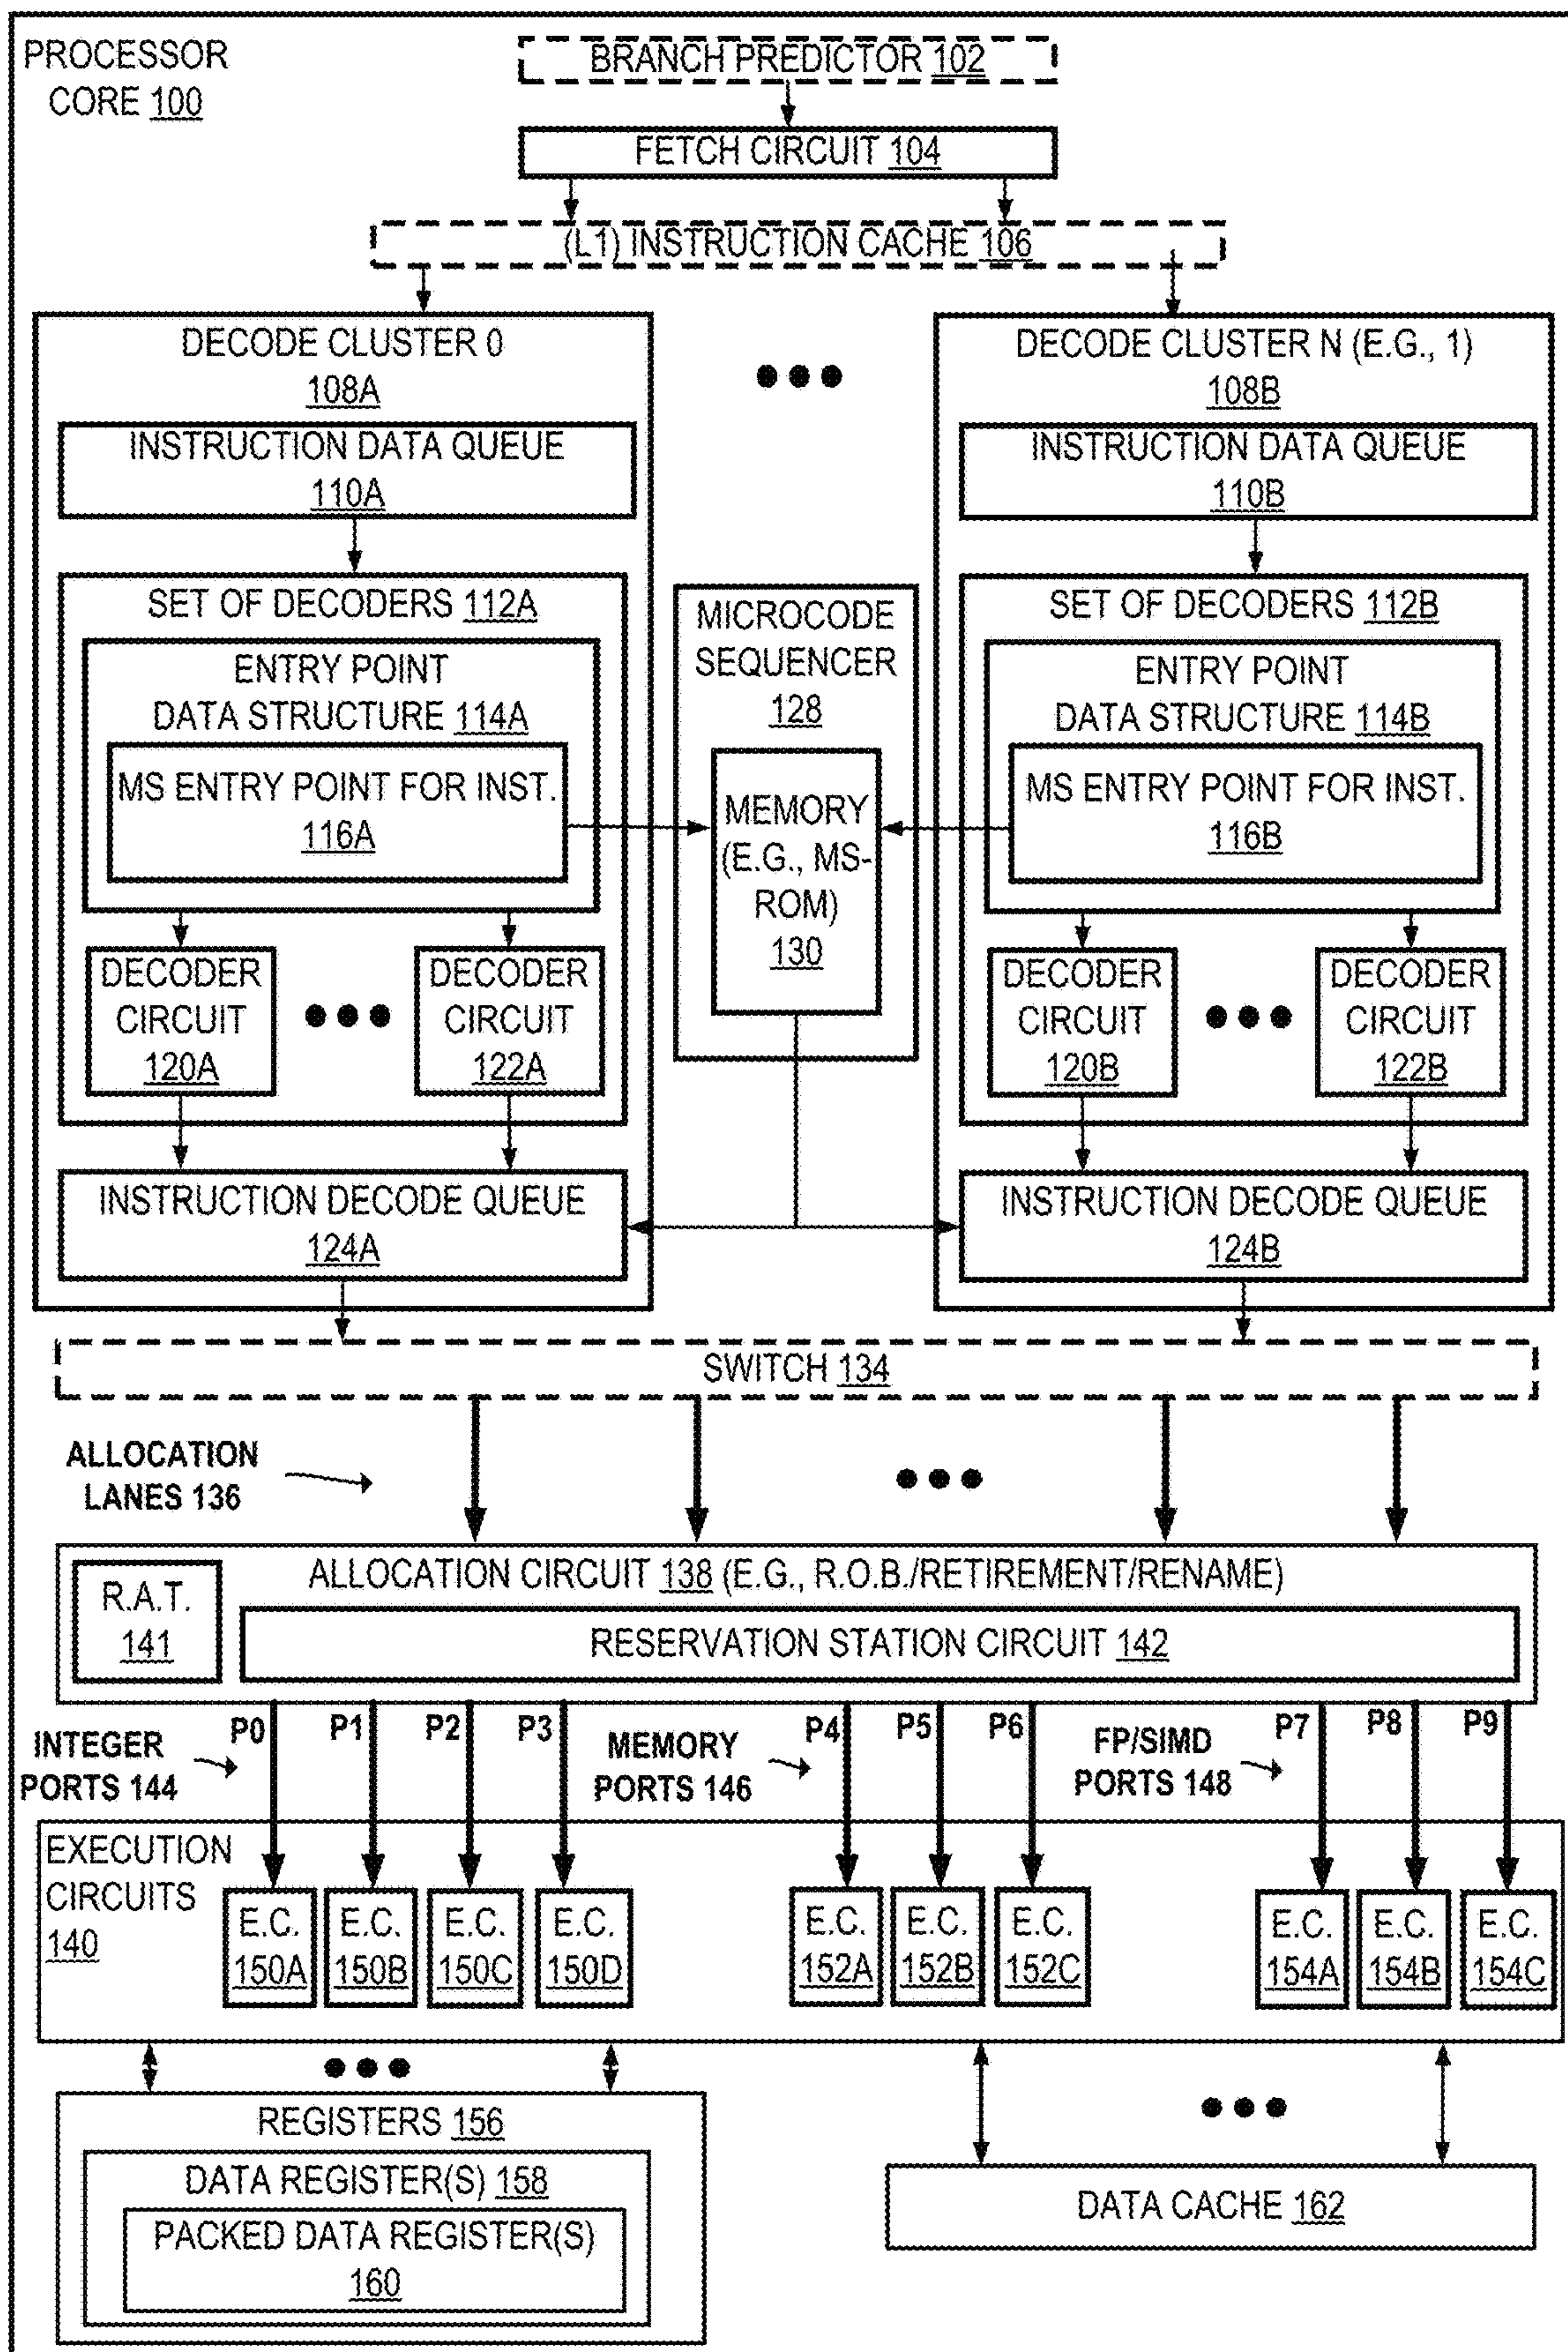 PROCESSOR
CORE 100
BRANCH PREDICTOR 102
FETCH CIRCUIT 104
(L1) INSTRUCTION CACHE 106
DECODE CLUSTER 0
108A
INSTRUCTION DATA QUEUE
110A
SET OF DECODERS 112A
ENTRY POINT
DATA STRUCTURE 114A
MS ENTRY POINT FOR INST.
116A
DECODER
CIRCUIT
120A
DECODER
CIRCUIT
122A
INSTRUCTION DECODE QUEUE
124A
MICROCODE
SEQUENCER
128
MEMORY
(E.G., MS-
ROM)
130
DECODE CLUSTER N (E.G., 1)
108B
INSTRUCTION DATA QUEUE
110B
SET OF DECODERS 112B
ENTRY POINT
DATA STRUCTURE 114B
MS ENTRY POINT FOR INST.
116B
DECODER
CIRCUIT
120B
DECODER
CIRCUIT
122B
INSTRUCTION DECODE QUEUE
124B
SWITCH 134
ALLOCATION
LANES 136
ALLOCATION CIRCUIT 138 (E.G., R.O.B./RETIREMENT/RENAME)
R.A.T.
141
RESERVATION STATION CIRCUIT 142
INTEGER
PORTS 144
P0
P1
P2
P3
MEMORY
PORTS 146
P4
P5
P6
FP/SIMD
PORTS 148
P7
P8
P9
EXECUTION
CIRCUITS
140
E.C.
150A
E.C.
150B
E.C.
150C
E.C.
150D
E.C.
152A
E.C.
152B
E.C.
152C
E.C.
154A
E.C.
154B
E.C.
154C
REGISTERS 156
DATA REGISTER(S) 158
PACKED DATA REGISTER(S)
160
DATA CACHE 162